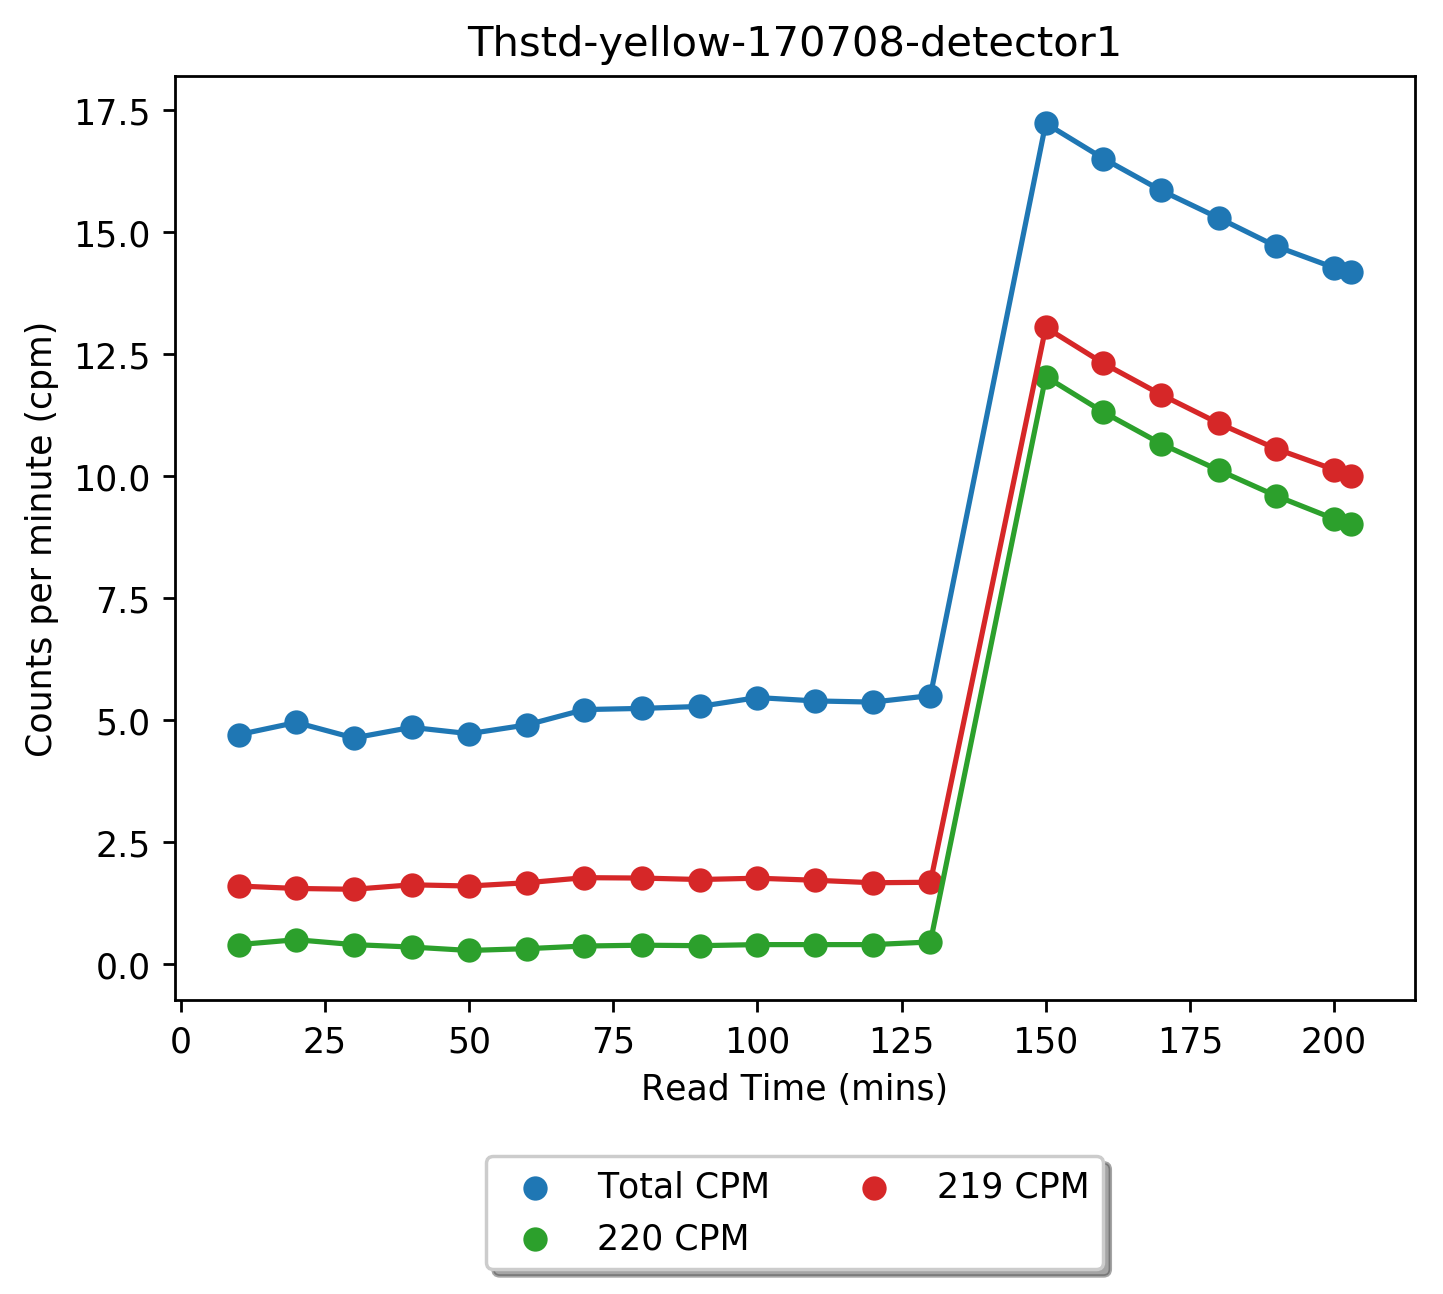 Thstd-yellow-170708-detector1
17.5
15.0
12.5
10.0
7.5
5.0
2.5
0.0
Counts per minute (cpm)
0 25 50 75 100 125 150 175 200
Read Time (mins)
Total CPM 219 CPM
220 CPM